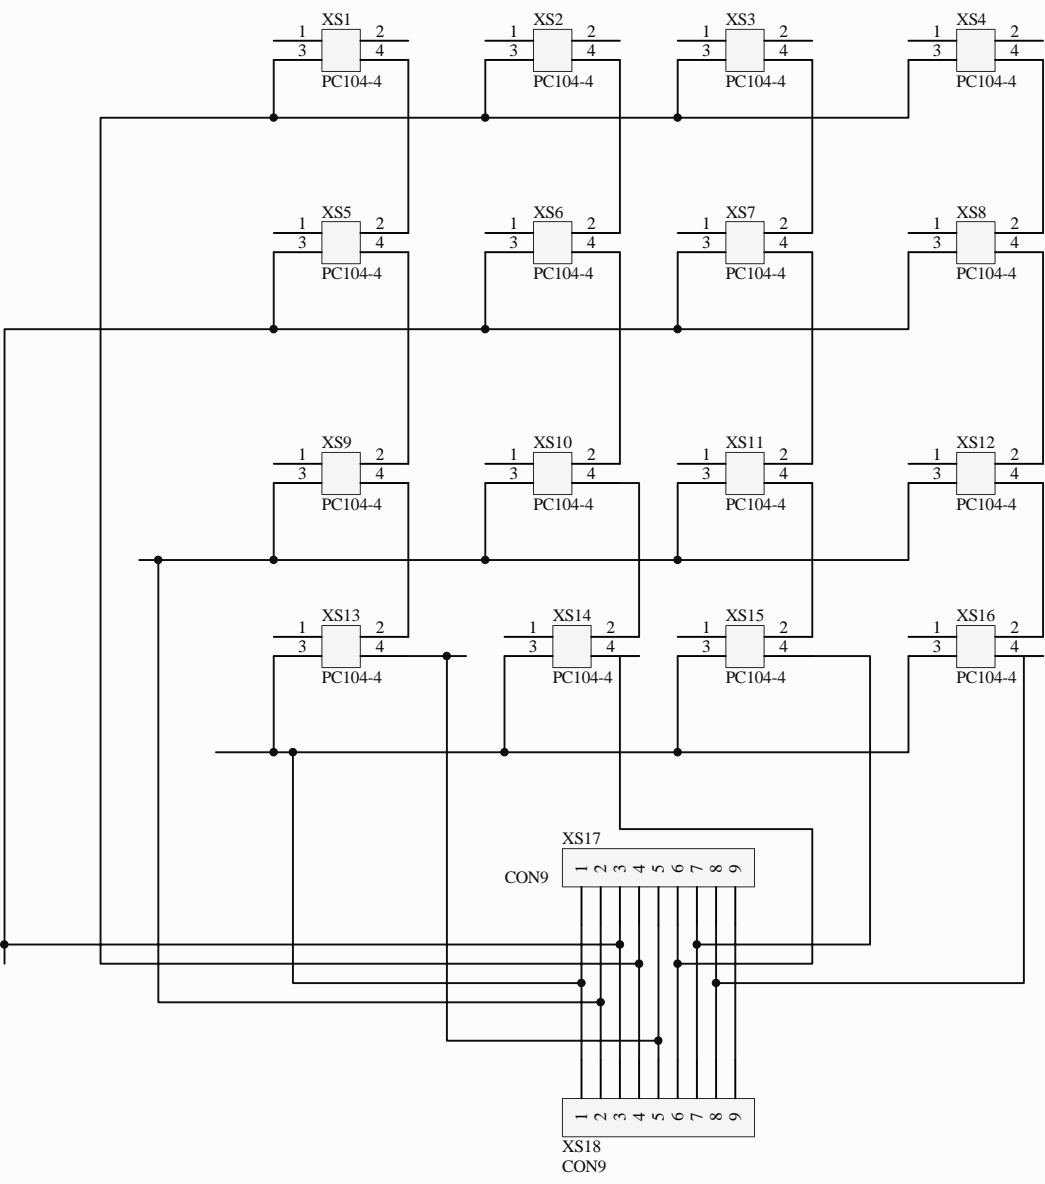 XS1 XS2 XS3 XS4
1 2 1 2 1 2 1 2
3 4 3 4 3 4 3 4
PC104-4 PC104-4 PC104-4 PC104-4
XS5 XS6 XS7 XS8
1 2 1 2 1 2 1 2
3 4 3 4 3 4 3 4
PC104-4 PC104-4 PC104-4 PC104-4
XS9 XS10 XS11 XS12
1 2 1 2 1 2 1 2
3 4 3 4 3 4 3 4
PC104-4 PC104-4 PC104-4 PC104-4
XS13 XS14 XS15 XS16
1 2 1 2 1 2 1 2
3 4 3 4 3 4 3 4
PC104-4 PC104-4 PC104-4 PC104-4
XS17
CON9 1 2 3 4 5 6 7 8 9
1 2 3 4 5 6 7 8 9
XS18
CON9